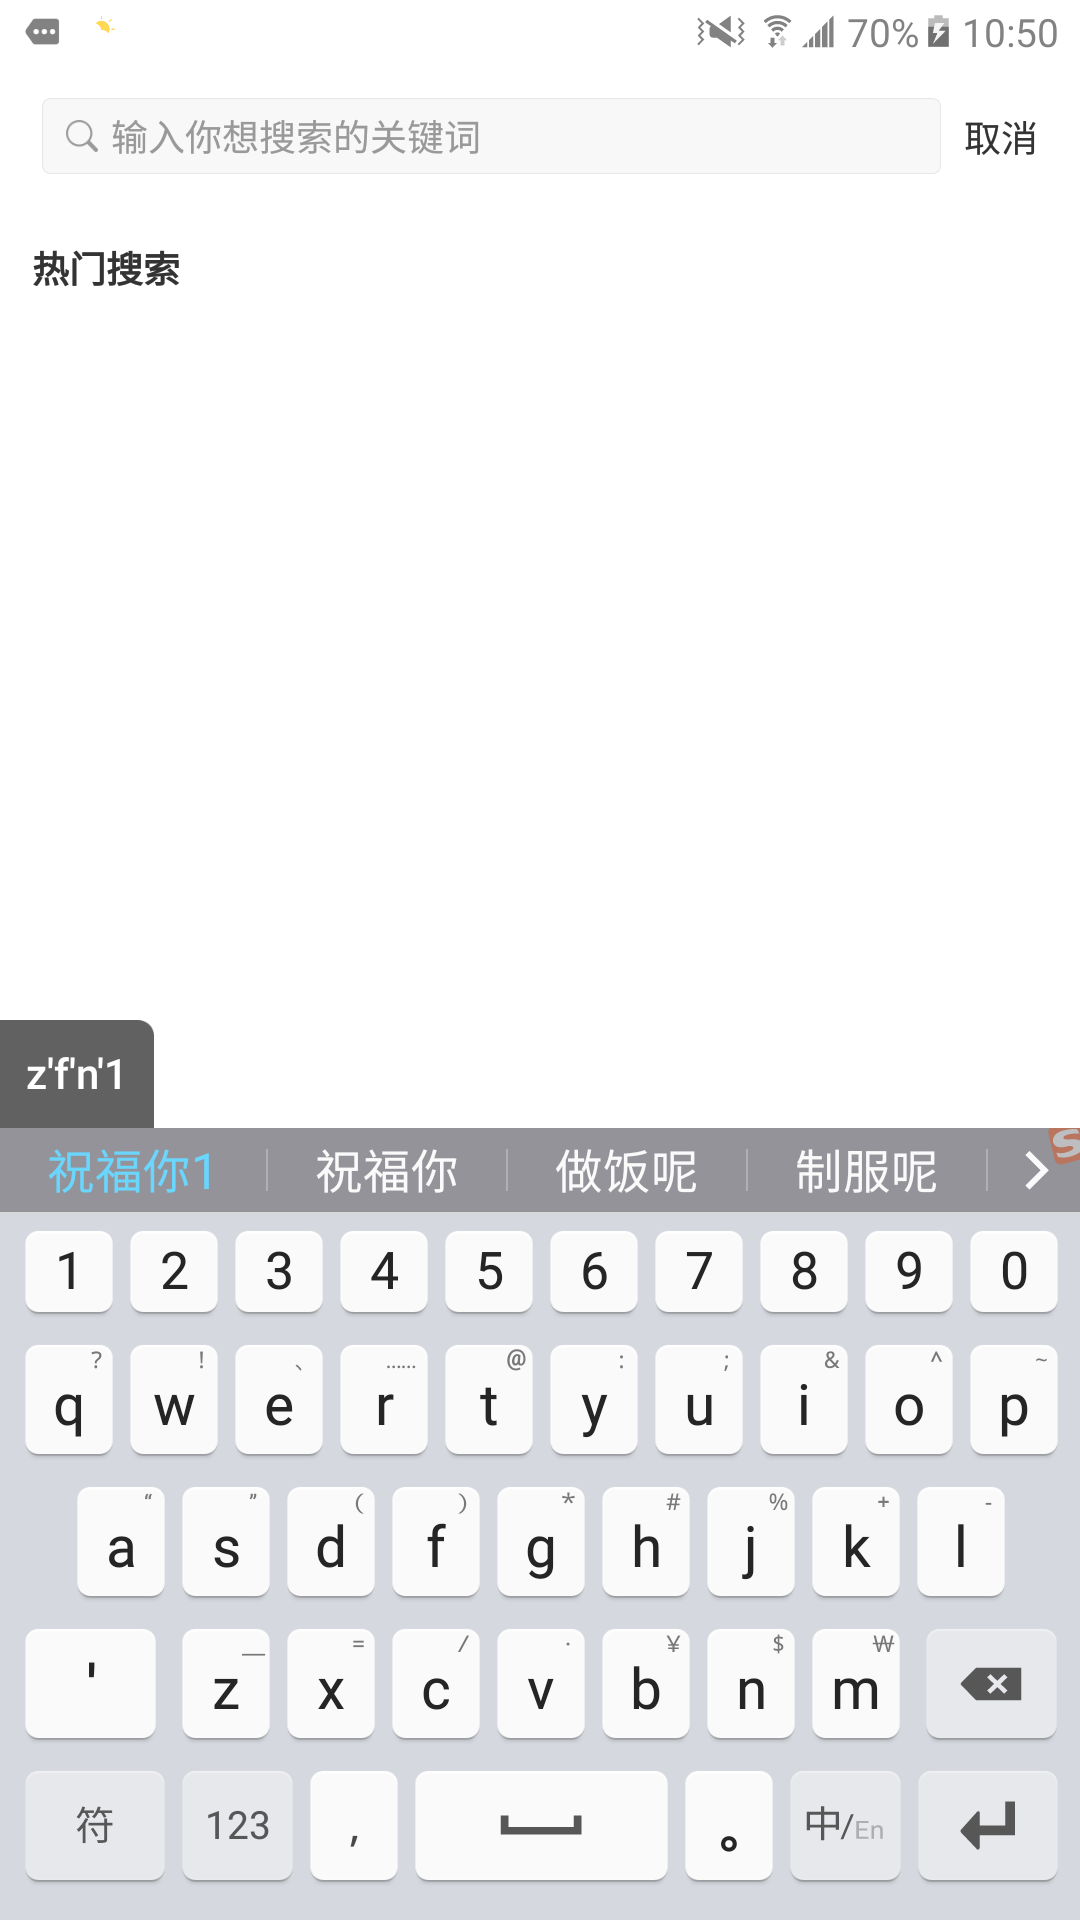 70% 10:50
输入你想搜索的关键词 取消
热门搜索
z'f'n'1
祝福你1 祝福你 做饭呢 制服呢
1 2 3 4 5 6 7 8 9 0
? ! 、 …… @ : ; & ^ ~
q w e r t y u i o p
“ ” ( ) * # % + -
a s d f g h j k l
— = / · ¥ $ ₩
' z x c v b n m
符 123 , 。 中/En